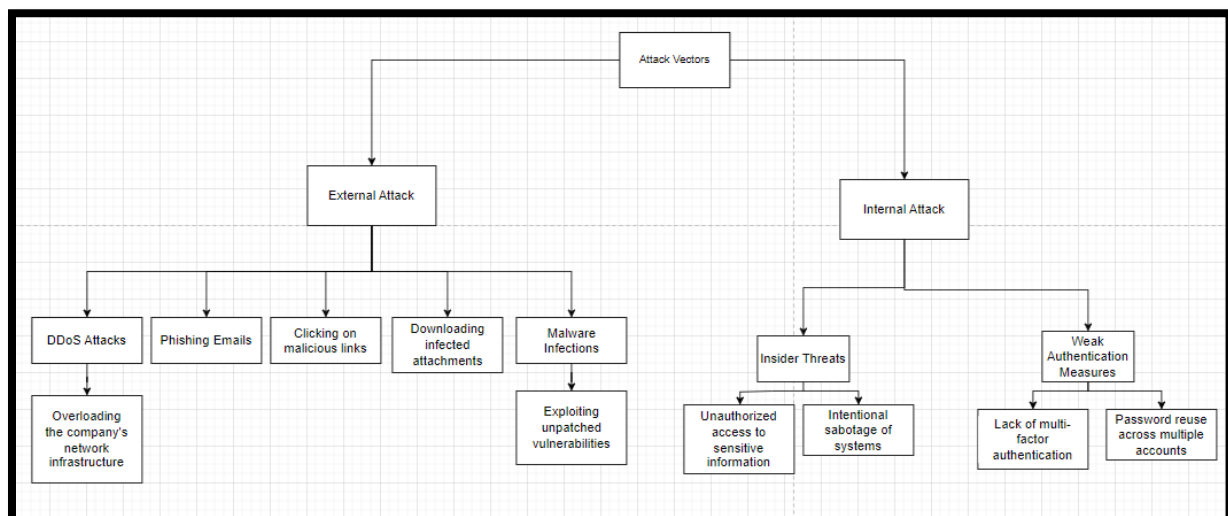 Attack Vectors
External Attack
Internal Attack
DDoS Attacks
Phishing Emails
Clicking on
malicious links
Downloading
infected
attachments
Malware
Infections
Insider Threats
Weak
Authentication
Measures
Overloading
the company's
network
infrastructure
Exploiting
unpatched
vulnerabilities
Unauthorized
access to
sensitive
information
Intentional
sabotage of
systems
Lack of multi-
factor
authentication
Password reuse
across multiple
accounts